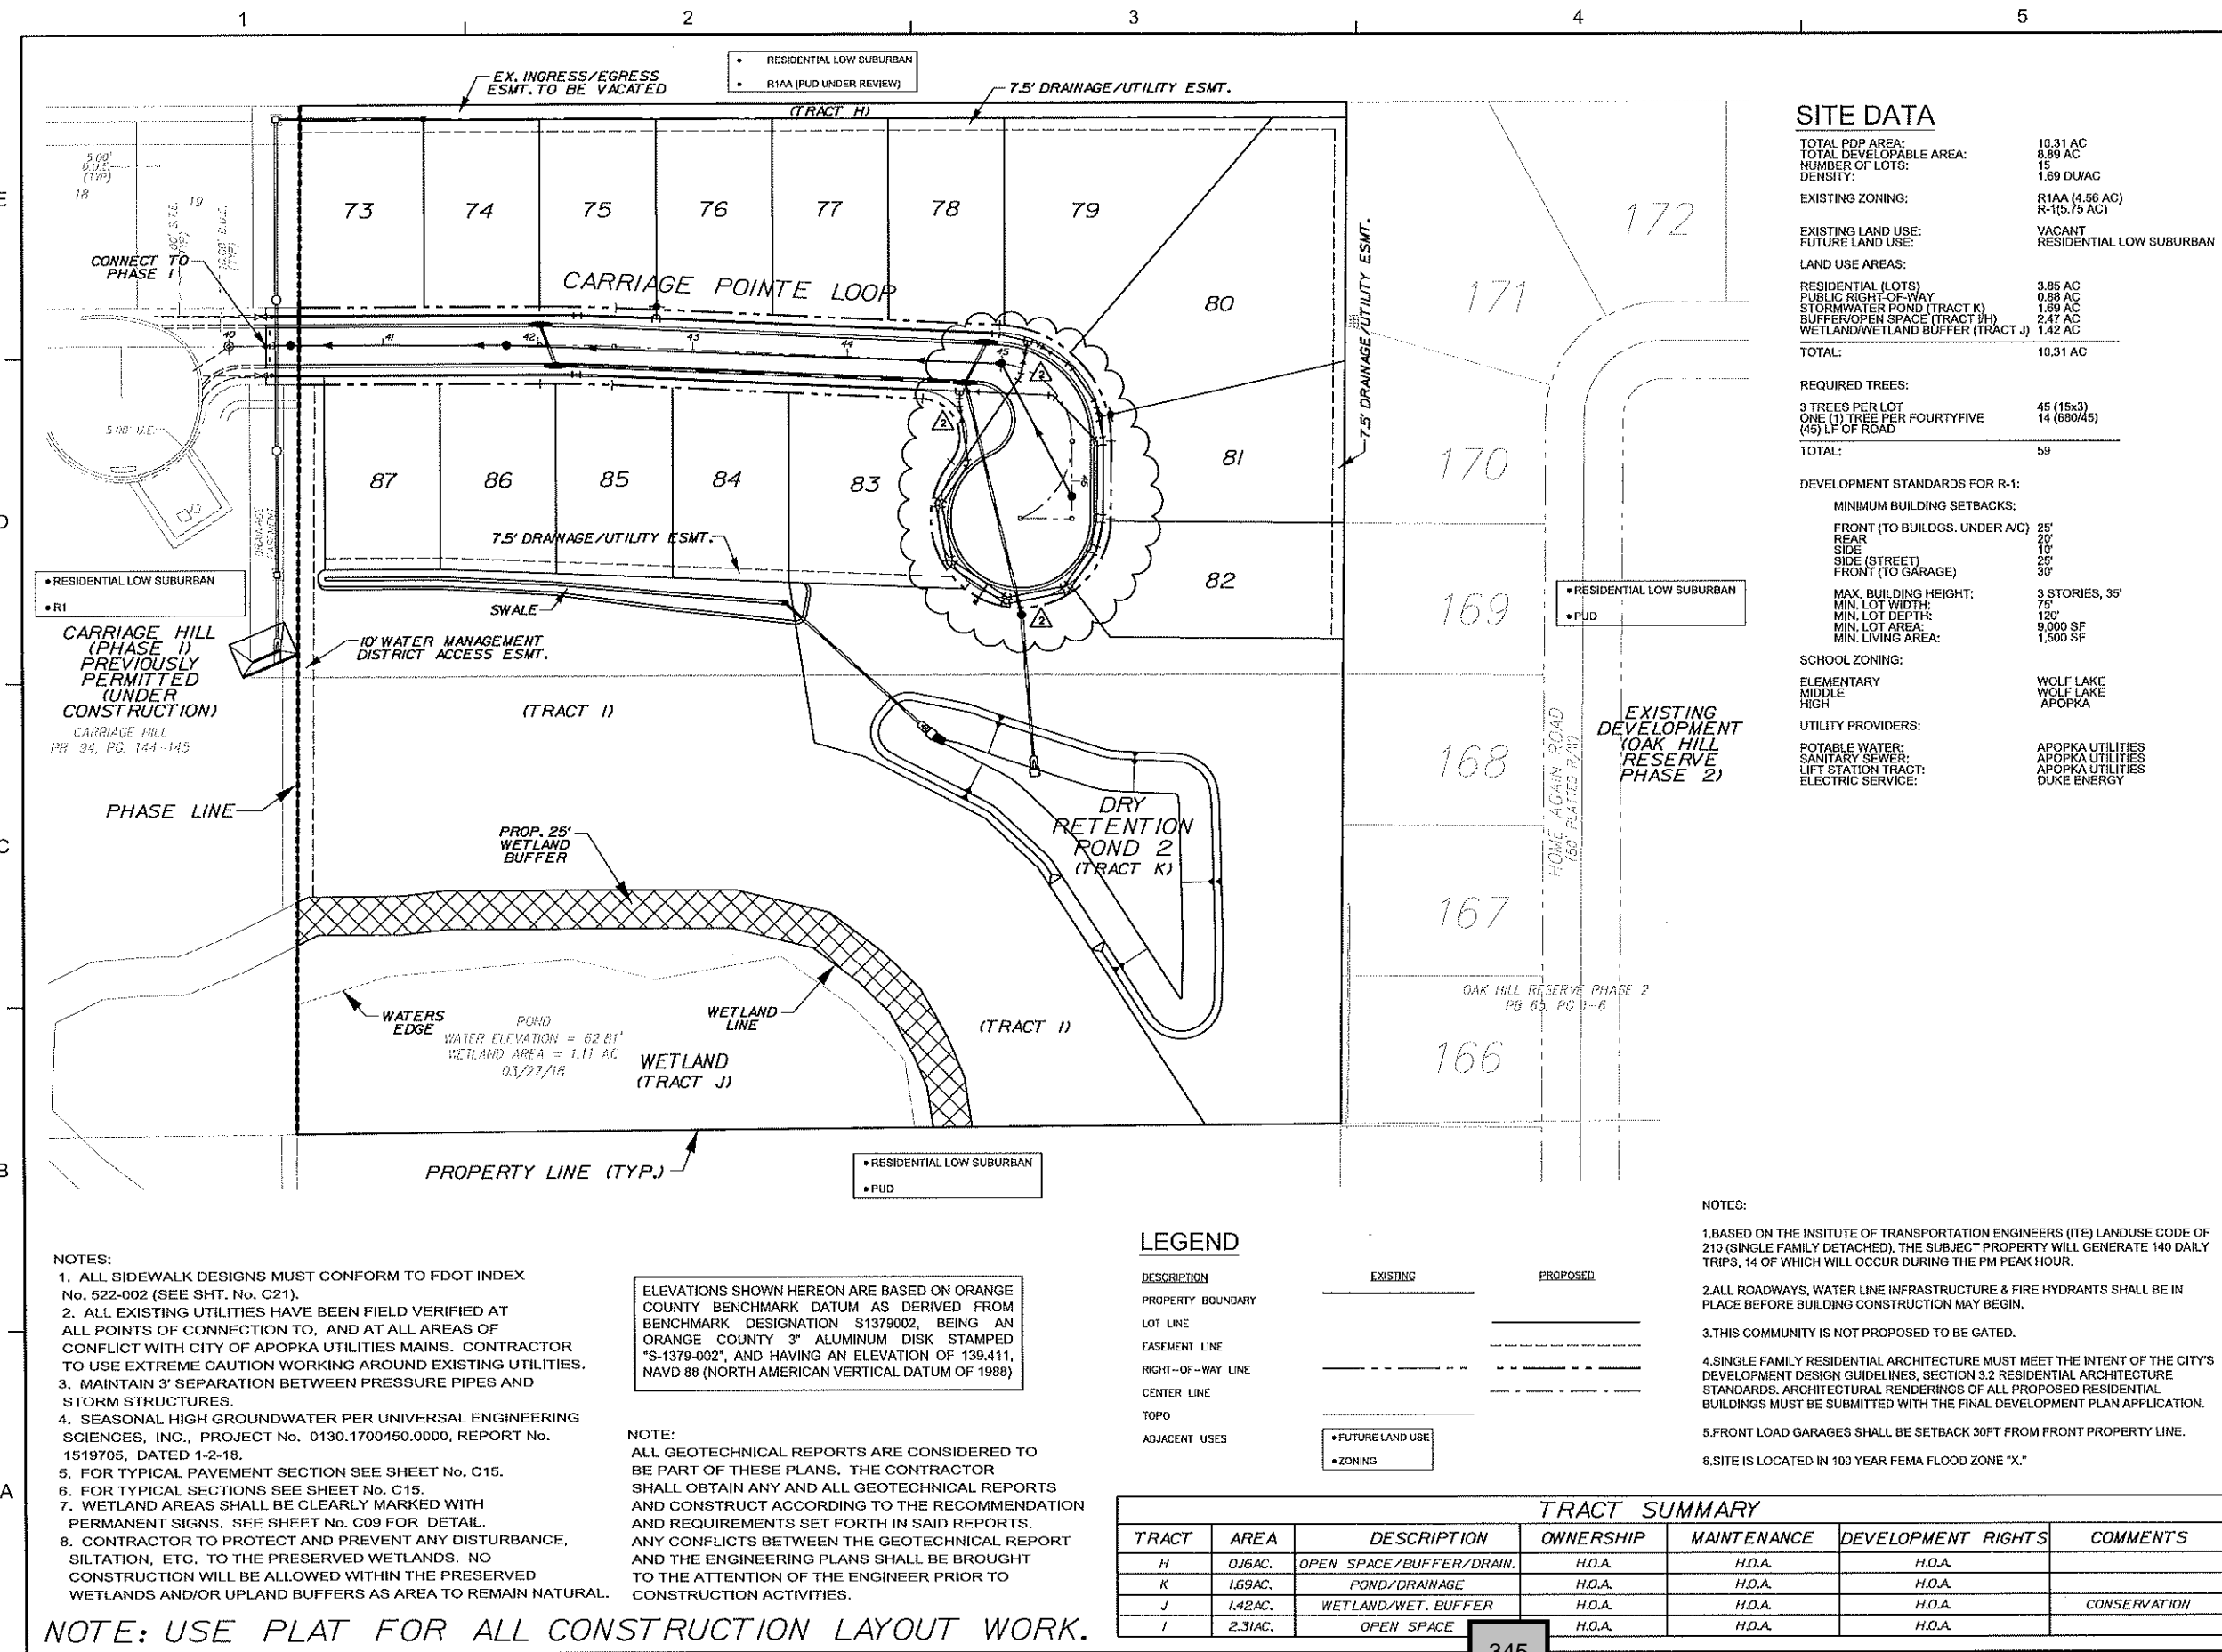 1
2
3
4
5
E
D
C
B
A
EX. INGRESS/EGRESS
ESMT. TO BE VACATED
• RESIDENTIAL LOW SUBURBAN
• R1AA (PUD UNDER REVIEW)
7.5' DRAINAGE/UTILITY ESMT.
(TRACT H)
5.00'
D.U.E.
(TYP)
18
19
10.00' D.U.E.
(TYP)
CONNECT TO
PHASE 1
73
74
75
76
77
78
79
80
81
82
83
84
85
86
87
CARRIAGE POINTE LOOP
40
41
42
43
44
45
2
2
2
5.00' U.E.
DRAINAGE
EASEMENT
7.5' DRAINAGE/UTILITY ESMT.
7.5' DRAINAGE/UTILITY ESMT.
SWALE
10' WATER MANAGEMENT
DISTRICT ACCESS ESMT.
• RESIDENTIAL LOW SUBURBAN
• R1
CARRIAGE HILL
(PHASE 1)
PREVIOUSLY
PERMITTED
(UNDER
CONSTRUCTION)
CARRIAGE HILL
PB 94, PG. 144-145
PHASE LINE
(TRACT I)
PROP. 25'
WETLAND
BUFFER
DRY
RETENTION
POND 2
(TRACT K)
WATERS
EDGE
POND
WATER ELEVATION = 62.81'
WETLAND AREA = 1.11 AC
03/27/18
WETLAND
LINE
WETLAND
(TRACT J)
(TRACT I)
PROPERTY LINE (TYP.)
• RESIDENTIAL LOW SUBURBAN
• PUD
172
171
170
169
168
167
166
• RESIDENTIAL LOW SUBURBAN
• PUD
EXISTING
DEVELOPMENT
(OAK HILL
RESERVE
PHASE 2)
HOME AGAIN ROAD
(50' PLATTED R/W)
OAK HILL RESERVE PHASE 2
PB 65, PG 1-6
SITE DATA
TOTAL PDP AREA: 10.31 AC
TOTAL DEVELOPABLE AREA: 8.89 AC
NUMBER OF LOTS: 15
DENSITY: 1.69 DU/AC
EXISTING ZONING: R1AA (4.56 AC)
R-1(5.75 AC)
EXISTING LAND USE: VACANT
FUTURE LAND USE: RESIDENTIAL LOW SUBURBAN
LAND USE AREAS:
RESIDENTIAL (LOTS) 3.85 AC
PUBLIC RIGHT-OF-WAY 0.88 AC
STORMWATER POND (TRACT K) 1.69 AC
BUFFER/OPEN SPACE (TRACT I/H) 2.47 AC
WETLAND/WETLAND BUFFER (TRACT J) 1.42 AC
TOTAL: 10.31 AC
REQUIRED TREES:
3 TREES PER LOT 45 (15x3)
ONE (1) TREE PER FOURTYFIVE 14 (680/45)
(45) LF OF ROAD
TOTAL: 59
DEVELOPMENT STANDARDS FOR R-1:
MINIMUM BUILDING SETBACKS:
FRONT (TO BUILDGS. UNDER A/C) 25'
REAR 20'
SIDE 10'
SIDE (STREET) 25'
FRONT (TO GARAGE) 30'
MAX. BUILDING HEIGHT: 3 STORIES, 35'
MIN. LOT WIDTH: 75'
MIN. LOT DEPTH: 120'
MIN. LOT AREA: 9,000 SF
MIN. LIVING AREA: 1,500 SF
SCHOOL ZONING:
ELEMENTARY WOLF LAKE
MIDDLE WOLF LAKE
HIGH APOPKA
UTILITY PROVIDERS:
POTABLE WATER: APOPKA UTILITIES
SANITARY SEWER: APOPKA UTILITIES
LIFT STATION TRACT: APOPKA UTILITIES
ELECTRIC SERVICE: DUKE ENERGY
NOTES:
1. ALL SIDEWALK DESIGNS MUST CONFORM TO FDOT INDEX
No. 522-002 (SEE SHT. No. C21).
2. ALL EXISTING UTILITIES HAVE BEEN FIELD VERIFIED AT
ALL POINTS OF CONNECTION TO, AND AT ALL AREAS OF
CONFLICT WITH CITY OF APOPKA UTILITIES MAINS. CONTRACTOR
TO USE EXTREME CAUTION WORKING AROUND EXISTING UTILITIES.
3. MAINTAIN 3' SEPARATION BETWEEN PRESSURE PIPES AND
STORM STRUCTURES.
4. SEASONAL HIGH GROUNDWATER PER UNIVERSAL ENGINEERING
SCIENCES, INC., PROJECT No. 0130.1700450.0000, REPORT No.
1519705, DATED 1-2-18.
5. FOR TYPICAL PAVEMENT SECTION SEE SHEET No. C15.
6. FOR TYPICAL SECTIONS SEE SHEET No. C15.
7. WETLAND AREAS SHALL BE CLEARLY MARKED WITH
PERMANENT SIGNS. SEE SHEET No. C09 FOR DETAIL.
8. CONTRACTOR TO PROTECT AND PREVENT ANY DISTURBANCE,
SILTATION, ETC. TO THE PRESERVED WETLANDS. NO
CONSTRUCTION WILL BE ALLOWED WITHIN THE PRESERVED
WETLANDS AND/OR UPLAND BUFFERS AS AREA TO REMAIN NATURAL.
ELEVATIONS SHOWN HEREON ARE BASED ON ORANGE
COUNTY BENCHMARK DATUM AS DERIVED FROM
BENCHMARK DESIGNATION S1379002, BEING AN
ORANGE COUNTY 3" ALUMINUM DISK STAMPED
"S-1379-002", AND HAVING AN ELEVATION OF 139.411,
NAVD 88 (NORTH AMERICAN VERTICAL DATUM OF 1988)
NOTE:
ALL GEOTECHNICAL REPORTS ARE CONSIDERED TO
BE PART OF THESE PLANS. THE CONTRACTOR
SHALL OBTAIN ANY AND ALL GEOTECHNICAL REPORTS
AND CONSTRUCT ACCORDING TO THE RECOMMENDATION
AND REQUIREMENTS SET FORTH IN SAID REPORTS.
ANY CONFLICTS BETWEEN THE GEOTECHNICAL REPORT
AND THE ENGINEERING PLANS SHALL BE BROUGHT
TO THE ATTENTION OF THE ENGINEER PRIOR TO
CONSTRUCTION ACTIVITIES.
NOTE: USE PLAT FOR ALL CONSTRUCTION LAYOUT WORK.
LEGEND
DESCRIPTION EXISTING PROPOSED
PROPERTY BOUNDARY
LOT LINE
EASEMENT LINE
RIGHT-OF-WAY LINE
CENTER LINE
TOPO
ADJACENT USES
• FUTURE LAND USE
• ZONING
NOTES:
1.BASED ON THE INSITUTE OF TRANSPORTATION ENGINEERS (ITE) LANDUSE CODE OF
210 (SINGLE FAMILY DETACHED), THE SUBJECT PROPERTY WILL GENERATE 140 DAILY
TRIPS, 14 OF WHICH WILL OCCUR DURING THE PM PEAK HOUR.
2.ALL ROADWAYS, WATER LINE INFRASTRUCTURE & FIRE HYDRANTS SHALL BE IN
PLACE BEFORE BUILDING CONSTRUCTION MAY BEGIN.
3.THIS COMMUNITY IS NOT PROPOSED TO BE GATED.
4.SINGLE FAMILY RESIDENTIAL ARCHITECTURE MUST MEET THE INTENT OF THE CITY'S
DEVELOPMENT DESIGN GUIDELINES, SECTION 3.2 RESIDENTIAL ARCHITECTURE
STANDARDS. ARCHITECTURAL RENDERINGS OF ALL PROPOSED RESIDENTIAL
BUILDINGS MUST BE SUBMITTED WITH THE FINAL DEVELOPMENT PLAN APPLICATION.
5.FRONT LOAD GARAGES SHALL BE SETBACK 30FT FROM FRONT PROPERTY LINE.
6.SITE IS LOCATED IN 100 YEAR FEMA FLOOD ZONE "X."
TRACT SUMMARY
TRACT AREA DESCRIPTION OWNERSHIP MAINTENANCE DEVELOPMENT RIGHTS COMMENTS
H 0.16AC. OPEN SPACE/BUFFER/DRAIN. H.O.A. H.O.A. H.O.A.
K 1.69AC. POND/DRAINAGE H.O.A. H.O.A. H.O.A.
J 1.42AC. WETLAND/WET. BUFFER H.O.A. H.O.A. H.O.A. CONSERVATION
I 2.31AC. OPEN SPACE H.O.A. H.O.A. H.O.A.
345